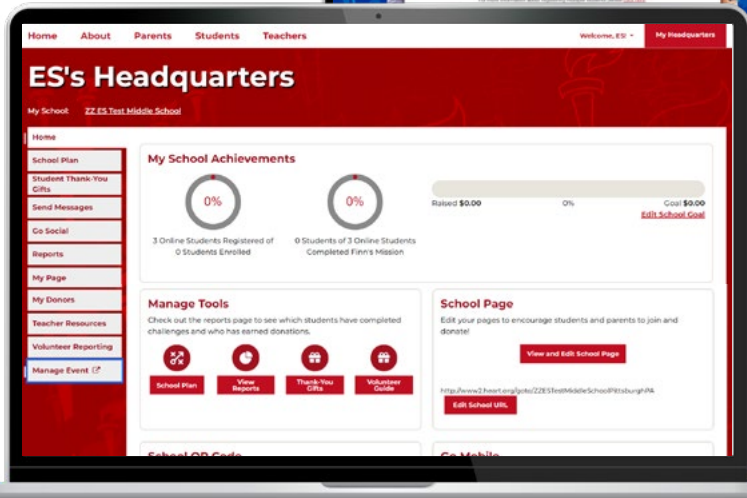 Home About Parents Students Teachers Welcome, ES! My Headquarters
ES's Headquarters
My School: ZZ ES Test Middle School
Home
School Plan
Student Thank-You
Gifts
Send Messages
Go Social
Reports
My Page
My Donors
Teacher Resources
Volunteer Reporting
Manage Event
My School Achievements
0%
0%
3 Online Students Registered of
0 Students Enrolled
0 Students of 3 Online Students
Completed Finn's Mission
Raised $0.00 0% Goal $0.00
Edit School Goal
Manage Tools
Check out the reports page to see which students have completed
challenges and who has earned donations.
School Plan
View
Reports
Thank-You
Gifts
Volunteer
Guide
School Page
Edit your pages to encourage students and parents to join and
donate!
View and Edit School Page
http://www2.heart.org/goto/ZZESTestMiddleSchoolPittsburghPA
Edit School URL
School QR Code
Go Mobile